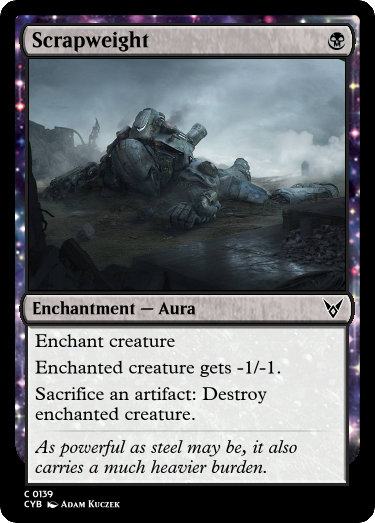 Scrapweight
Enchantment — Aura
Enchant creature
Enchanted creature gets -1/-1.
Sacrifice an artifact: Destroy
enchanted creature.
As powerful as steel may be, it also
carries a much heavier burden.
C 0139
CYB Adam Kuczek